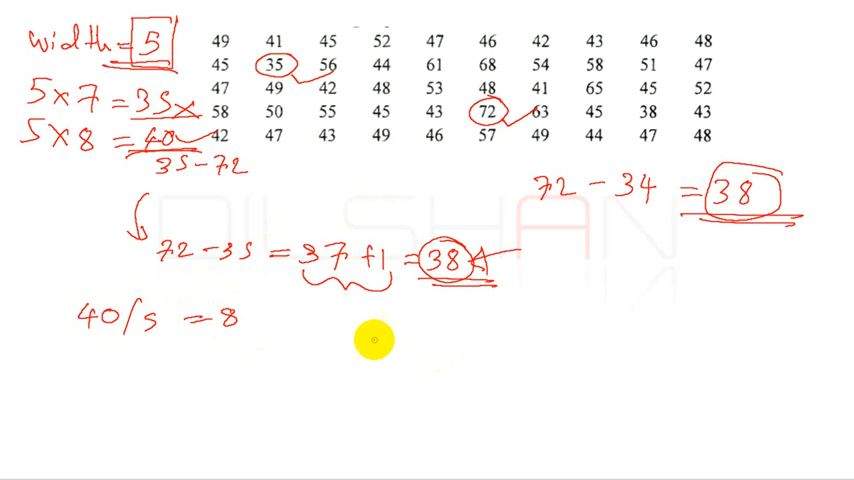 width = 5
49 41 45 52 47 46 42 43 46 48
45 35 56 44 61 68 54 58 51 47
5x7 = 35x
47 49 42 48 53 48 41 65 45 52
58 50 55 45 43 72 63 45 38 43
5x8 = 40
42 47 43 49 46 57 49 44 47 48
35-72
72-34 = 38
DILSHAN
72-35 = 37+1 = 38
40/5 = 8